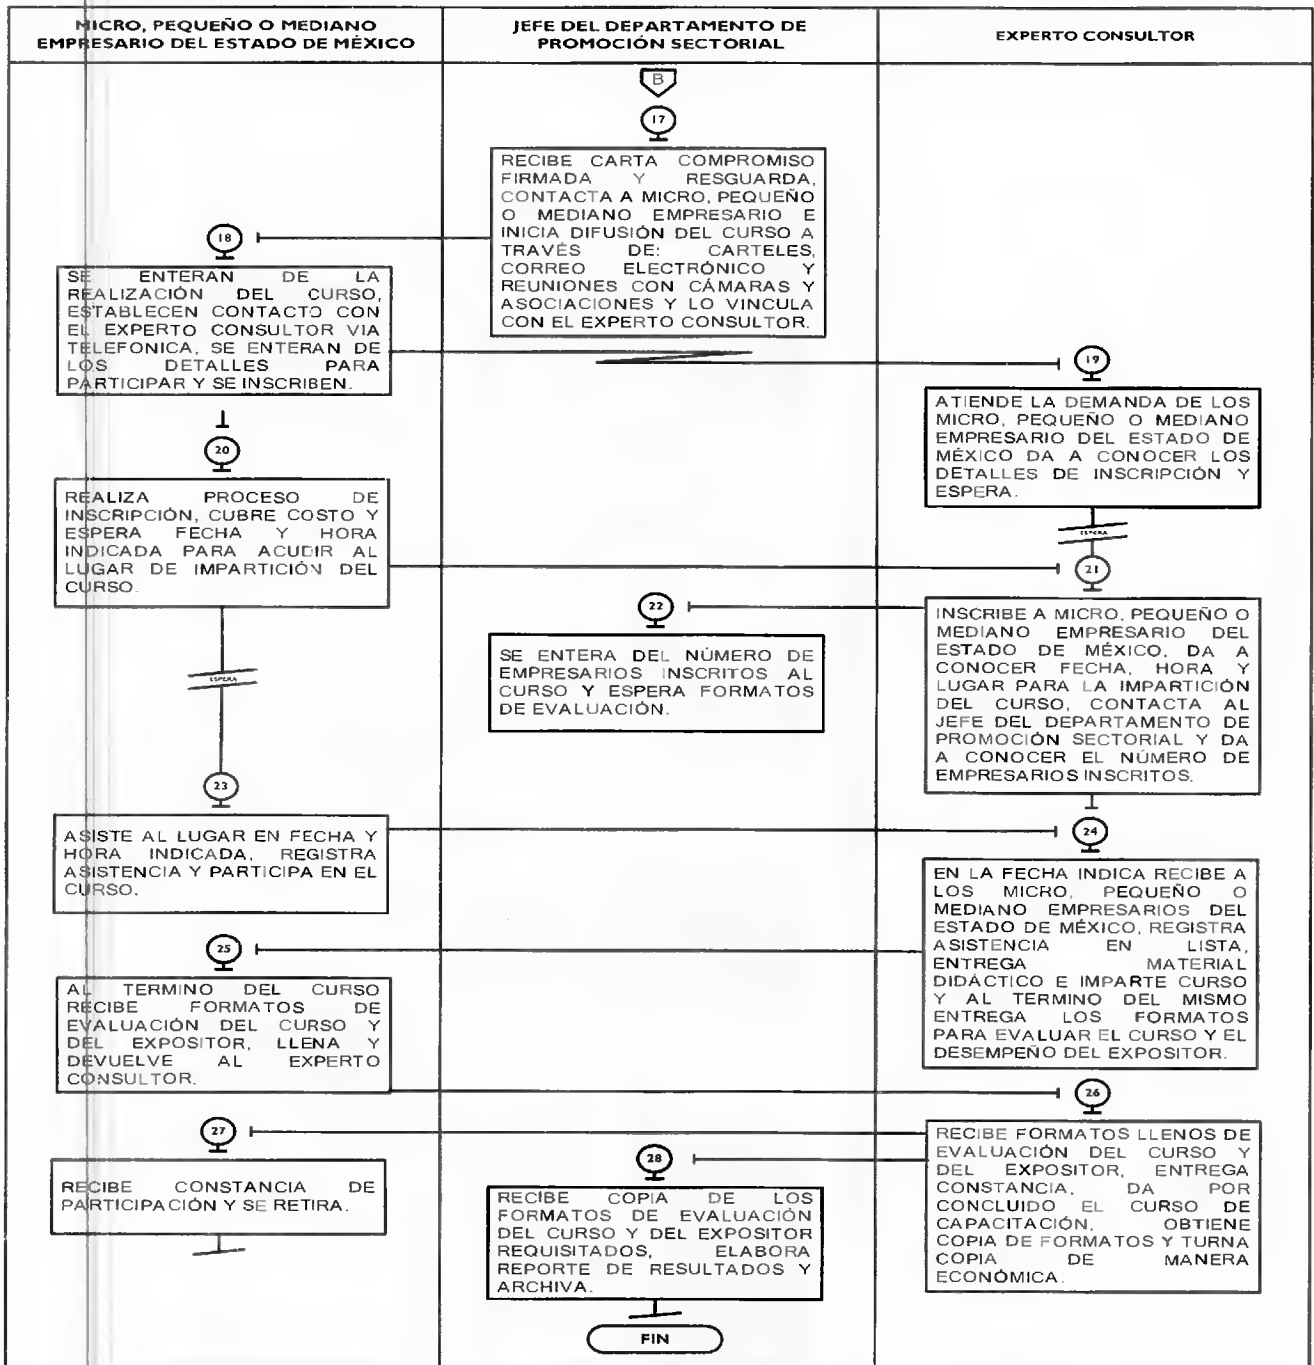 MICRO, PEQUEÑO O MEDIANO
EMPRESARIO DEL ESTADO DE MÉXICO
JEFE DEL DEPARTAMENTO DE
PROMOCIÓN SECTORIAL
EXPERTO CONSULTOR
B
17
RECIBE CARTA COMPROMISO
FIRMADA Y RESGUARDA,
CONTACTA A MICRO, PEQUEÑO
O MEDIANO EMPRESARIO E
INICIA DIFUSIÓN DEL CURSO A
TRAVÉS DE: CARTELES,
CORREO ELECTRÓNICO Y
REUNIONES CON CÁMARAS Y
ASOCIACIONES Y LO VINCULA
CON EL EXPERTO CONSULTOR.
18
SE ENTERAN DE LA
REALIZACIÓN DEL CURSO,
ESTABLECEN CONTACTO CON
EL EXPERTO CONSULTOR VIA
TELEFONICA, SE ENTERAN DE
LOS DETALLES PARA
PARTICIPAR Y SE INSCRIBEN.
19
ATIENDE LA DEMANDA DE LOS
MICRO, PEQUEÑO O MEDIANO
EMPRESARIO DEL ESTADO DE
MÉXICO DA A CONOCER LOS
DETALLES DE INSCRIPCIÓN Y
ESPERA.
ESPERA
20
REALIZA PROCESO DE
INSCRIPCIÓN, CUBRE COSTO Y
ESPERA FECHA Y HORA
INDICADA PARA ACUDIR AL
LUGAR DE IMPARTICIÓN DEL
CURSO.
ESPERA
21
INSCRIBE A MICRO, PEQUEÑO O
MEDIANO EMPRESARIO DEL
ESTADO DE MÉXICO, DA A
CONOCER FECHA, HORA Y
LUGAR PARA LA IMPARTICIÓN
DEL CURSO, CONTACTA AL
JEFE DEL DEPARTAMENTO DE
PROMOCIÓN SECTORIAL Y DA
A CONOCER EL NÚMERO DE
EMPRESARIOS INSCRITOS.
22
SE ENTERA DEL NÚMERO DE
EMPRESARIOS INSCRITOS AL
CURSO Y ESPERA FORMATOS
DE EVALUACIÓN.
23
ASISTE AL LUGAR EN FECHA Y
HORA INDICADA, REGISTRA
ASISTENCIA Y PARTICIPA EN EL
CURSO.
24
EN LA FECHA INDICA RECIBE A
LOS MICRO, PEQUEÑO O
MEDIANO EMPRESARIOS DEL
ESTADO DE MÉXICO, REGISTRA
ASISTENCIA EN LISTA,
ENTREGA MATERIAL
DIDÁCTICO E IMPARTE CURSO
Y AL TERMINO DEL MISMO
ENTREGA LOS FORMATOS
PARA EVALUAR EL CURSO Y EL
DESEMPEÑO DEL EXPOSITOR.
25
AL TERMINO DEL CURSO
RECIBE FORMATOS DE
EVALUACIÓN DEL CURSO Y
DEL EXPOSITOR, LLENA Y
DEVUELVE AL EXPERTO
CONSULTOR.
26
RECIBE FORMATOS LLENOS DE
EVALUACIÓN DEL CURSO Y
DEL EXPOSITOR, ENTREGA
CONSTANCIA, DA POR
CONCLUIDO EL CURSO DE
CAPACITACIÓN, OBTIENE
COPIA DE FORMATOS Y TURNA
COPIA DE MANERA
ECONÓMICA.
27
RECIBE CONSTANCIA DE
PARTICIPACIÓN Y SE RETIRA.
28
RECIBE COPIA DE LOS
FORMATOS DE EVALUACIÓN
DEL CURSO Y DEL EXPOSITOR
REQUISITADOS, ELABORA
REPORTE DE RESULTADOS Y
ARCHIVA.
FIN